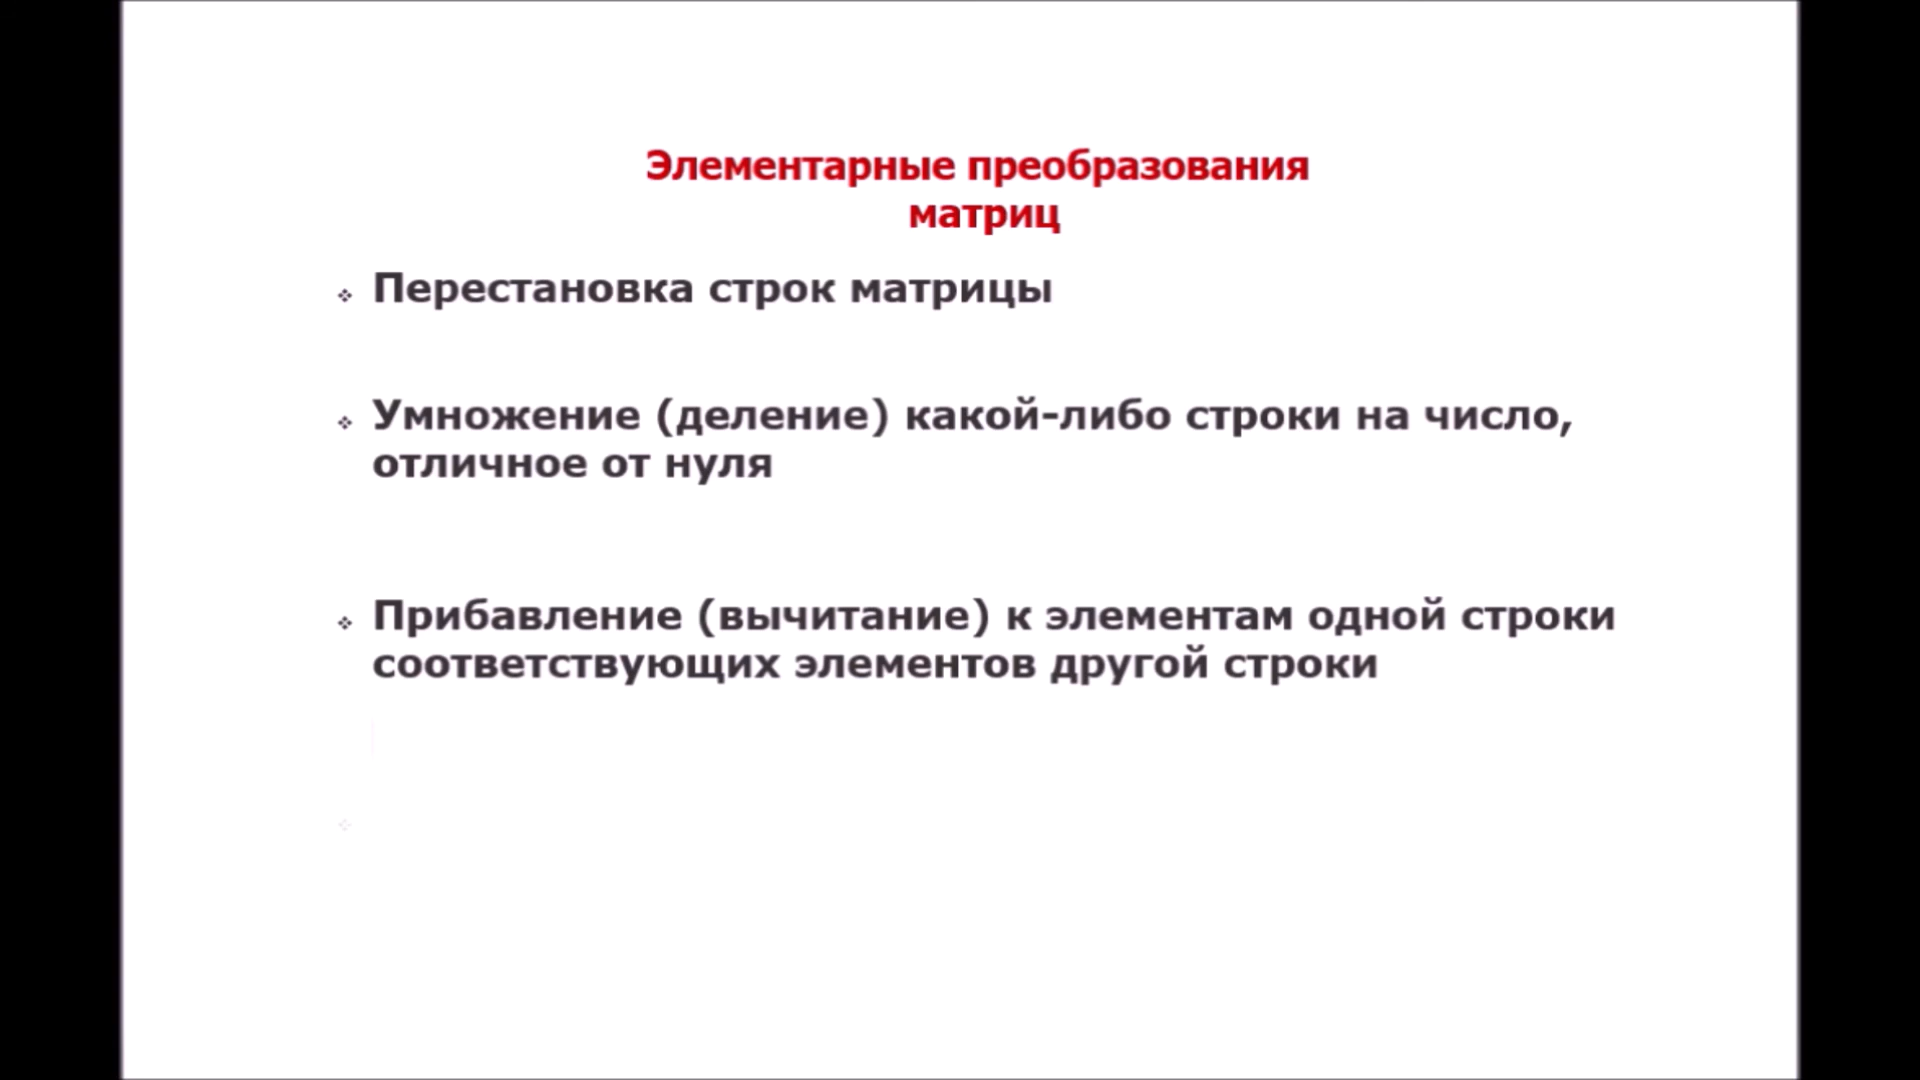 Элементарные преобразования
матриц
Перестановка строк матрицы
Умножение (деление) какой-либо строки на число,
отличное от нуля
Прибавление (вычитание) к элементам одной строки
соответствующих элементов другой строки